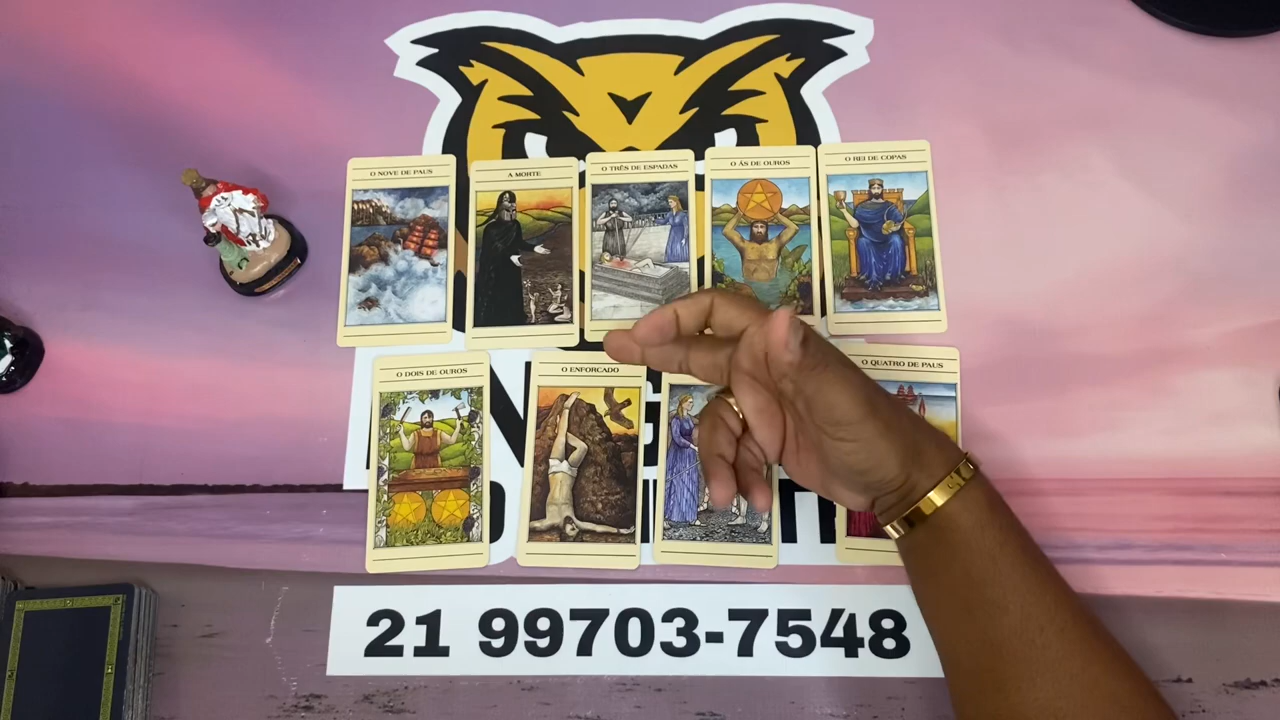 O NOVE DE PAUS
A MORTE
O TRÊS DE ESPADAS
O ÁS DE OUROS
O REI DE COPAS
O DOIS DE OUROS
O ENFORCADO
O QUATRO DE PAUS
21 99703-7548